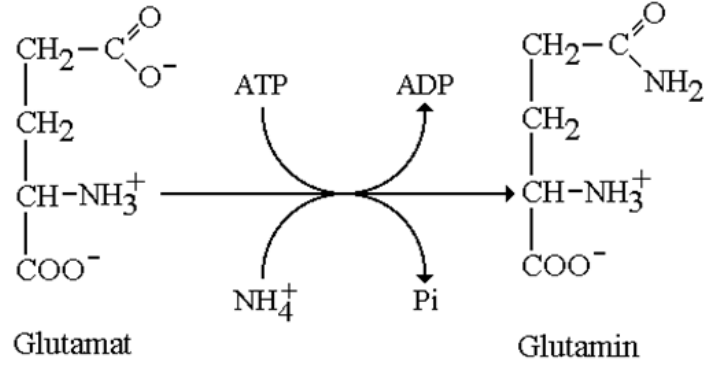 CH₂–C=O
O⁻
CH₂
CH–NH₃⁺
COO⁻
Glutamat
ATP
ADP
NH₄⁺
Pi
CH₂–C=O
NH₂
CH₂
CH–NH₃⁺
COO⁻
Glutamin